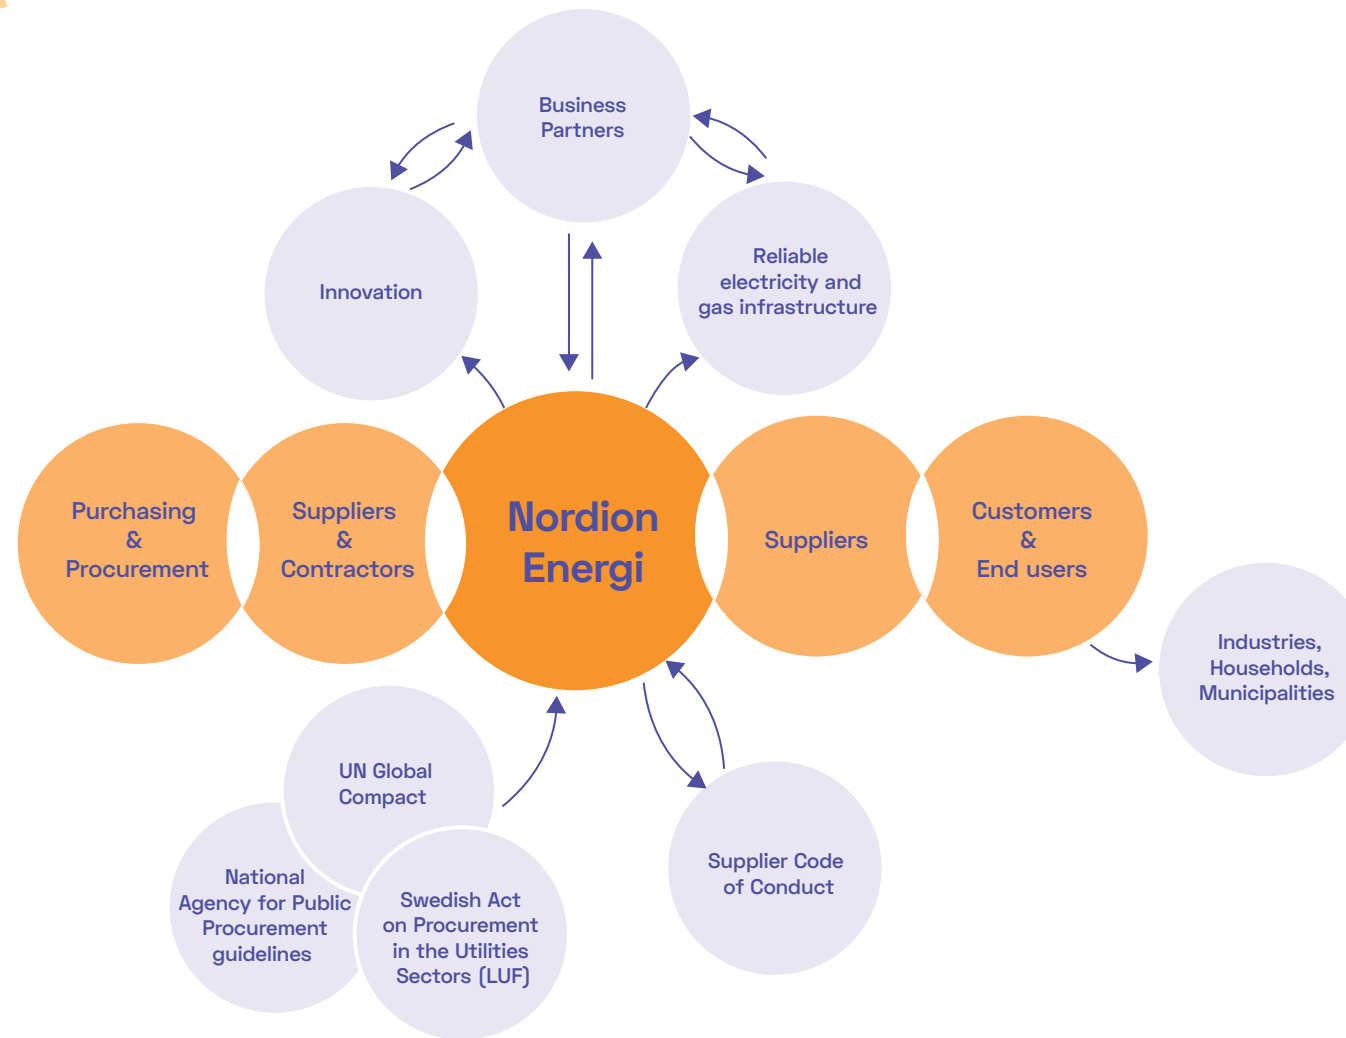 Business
Partners
Innovation
Reliable
electricity and
gas infrastructure
Purchasing
&
Procurement
Suppliers
&
Contractors
Nordion
Energi
Suppliers
Customers
&
End users
Industries,
Households,
Municipalities
UN Global
Compact
National
Agency for Public
Procurement
guidelines
Swedish Act
on Procurement
in the Utilities
Sectors (LUF)
Supplier Code
of Conduct